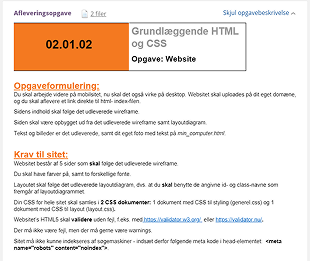 Afleveringsopgave 2 filer Skjul opgavebeskrivelse
02.01.02
Grundlæggende HTML
og CSS
Opgave: Website
Opgaveformulering:
Du skal arbejde videre på mobilsitet, nu skal det også virke på desktop. Websitet skal uploades på dit eget domæne,
og du skal aflevere et link direkte til html- index-filen.
Sidens indhold skal følge det udleverede wireframe.
Siden skal være opbygget ud fra det udleverede wireframe samt layoutdiagram.
Tekst og billeder er det udleverede, samt dit eget foto med tekst på min_computer.html.
Krav til sitet:
Website består af 5 sider som skal følge det udleverede wireframe.
Du skal have farver på, samt to forskellige fonte.
Layoutet skal følge det udleverede layoutdiagram, dvs. at du skal benytte de angivne id- og class-navne som
fremgår af layoutdiagrammet.
Din CSS for hele sitet skal samles i 2 CSS dokumenter: 1 dokument med CSS til styling (generel.css) og 1
dokument med CSS til layout (layout.css).
Website's HTML5 skal validere uden fejl, f.eks. med https://validator.w3.org/ eller https://validator.nu/.
Der må ikke være fejl, men der må gerne være warnings.
Sitet må ikke kunne indekseres af søgemaskiner - indsæt derfor følgende meta kode i head-elementet: <meta
name="robots" content="noindex">.